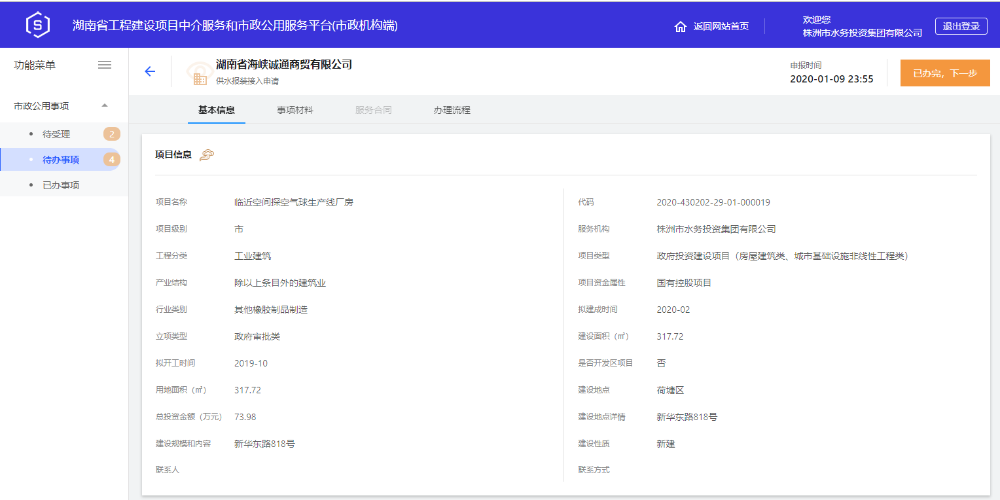 S
湖南省工程建设项目中介服务和市政公用服务平台(市政机构端)
返回网站首页
欢迎您
株洲市水务投资集团有限公司
退出登录
功能菜单
市政公用事项
待受理 2
待办事项 4
已办事项
湖南省海峡诚通商贸有限公司
供水报装接入申请
申报时间
2020-01-09 23:55
已办完，下一步
基本信息 事项材料 服务合同 办理流程
项目信息
项目名称 临近空间探空气球生产线厂房 代码 2020-430202-29-01-000019
项目级别 市 服务机构 株洲市水务投资集团有限公司
工程分类 工业建筑 项目类型 政府投资建设项目（房屋建筑类、城市基础设施非线性工程类）
产业结构 除以上条目外的建筑业 项目资金属性 国有控股项目
行业类别 其他橡胶制品制造 拟建成时间 2020-02
立项类型 政府审批类 建设面积（㎡） 317.72
拟开工时间 2019-10 是否开发区项目 否
用地面积（㎡） 317.72 建设地点 荷塘区
总投资金额（万元） 73.98 建设地点详情 新华东路818号
建设规模和内容 新华东路818号 建设性质 新建
联系人 联系方式